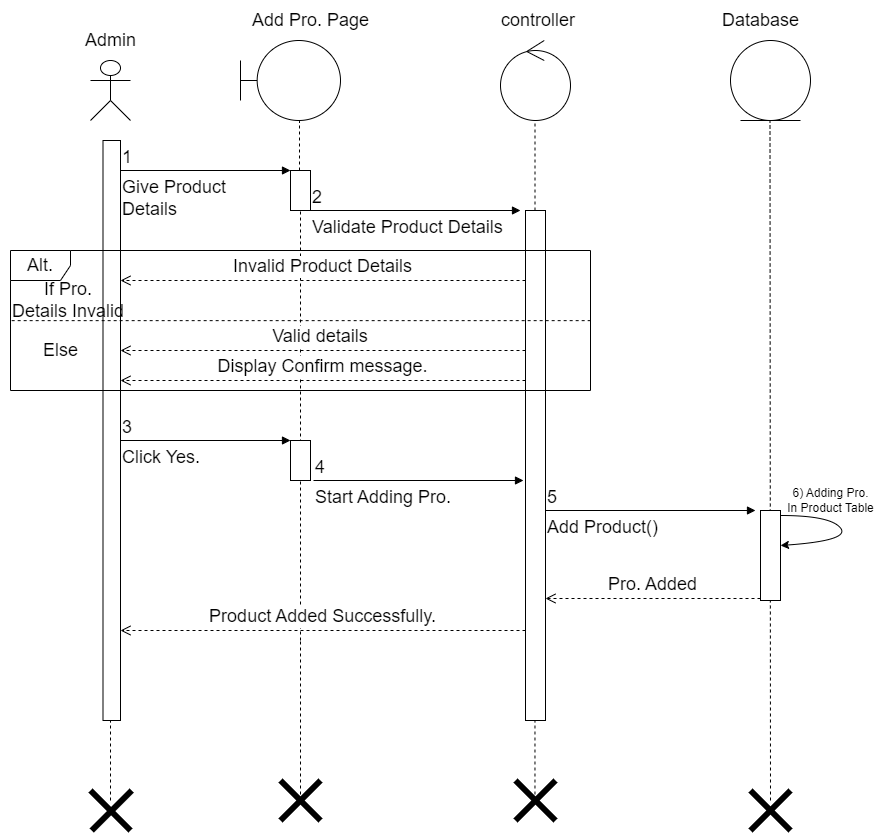 Admin
Add Pro. Page
controller
Database
1
Give Product
Details
2
Validate Product Details
Alt.
If Pro.
Details Invalid
Invalid Product Details
Else
Valid details
Display Confirm message.
3
Click Yes.
4
Start Adding Pro.
5
Add Product()
6) Adding Pro.
In Product Table
Pro. Added
Product Added Successfully.